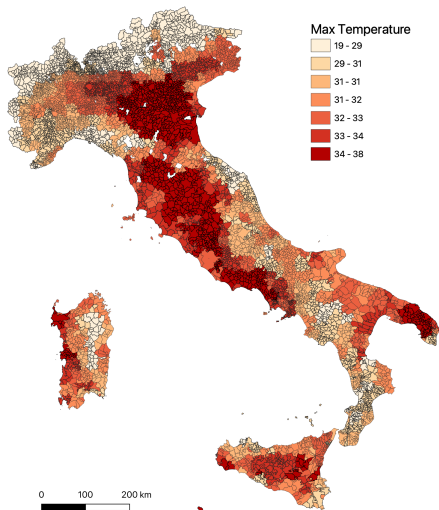 Max Temperature
19 - 29
29 - 31
31 - 31
31 - 32
32 - 33
33 - 34
34 - 38
0 100 200 km